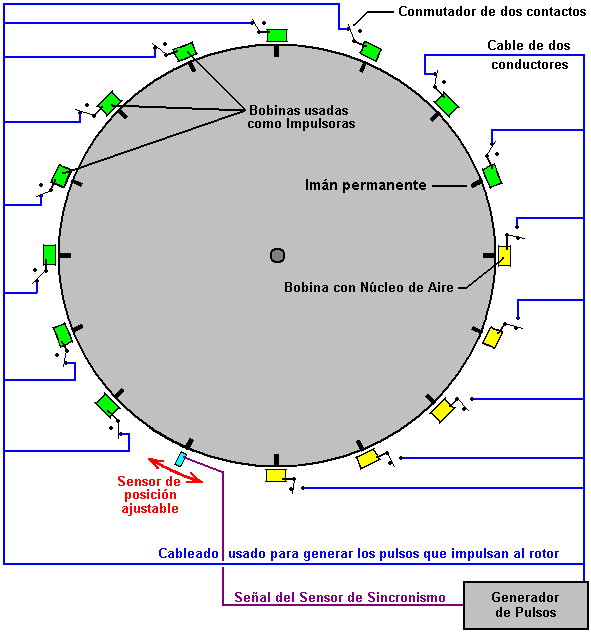 Conmutador de dos contactos
Cable de dos
conductores
Bobinas usadas
como Impulsoras
Imán permanente
Bobina con Núcleo de Aire
Sensor de
posición
ajustable
Cableado usado para generar los pulsos que impulsan al rotor
Señal del Sensor de Sincronismo
Generador
de Pulsos